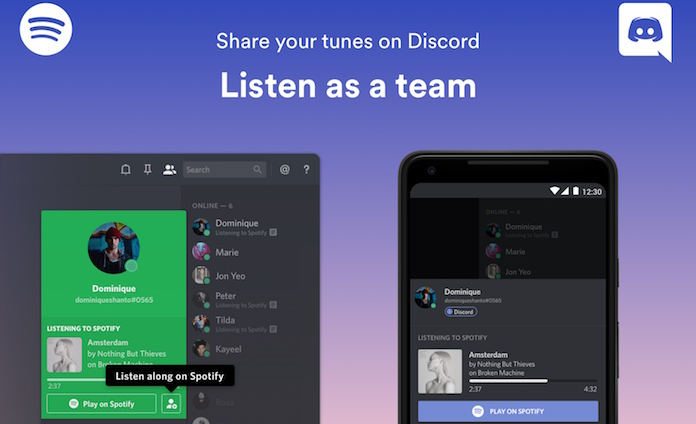 Share your tunes on Discord
Listen as a team
Search
@
?
ONLINE — 6
Dominique
Listening to Spotify
Marie
Jon Yeo
Peter
Listening to Spotify
Tilda
Listening to Spotify
Kayeel
Rosa
Dominique
dominiqueshanto#0565
LISTENING TO SPOTIFY
Amsterdam
by Nothing But Thieves
on Broken Machine
2:37
Listen along on Spotify
Play on Spotify
12:30
ONLINE — 6
Dominique
Listening to Spotify
Marie
Jon Yeo
Dominique
dominiqueshanto#0565
Discord
LISTENING TO SPOTIFY
Amsterdam
by Nothing But Thieves
on Broken Machine
2:37
4:32
PLAY ON SPOTIFY